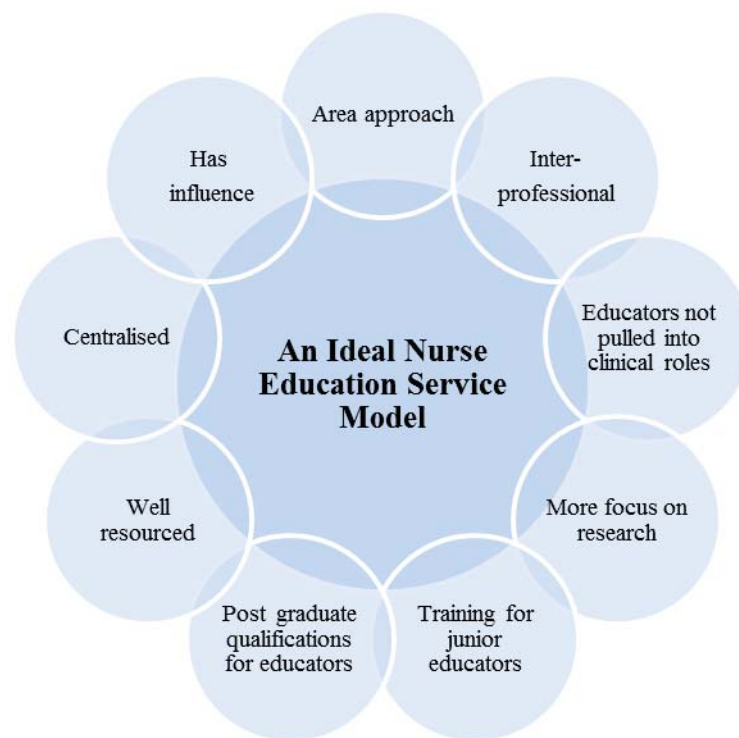 Area approach
Inter-
professional
Educators not
pulled into
clinical roles
More focus on
research
Training for
junior
educators
Post graduate
qualifications
for educators
Well
resourced
Centralised
Has
influence
An Ideal Nurse
Education Service
Model